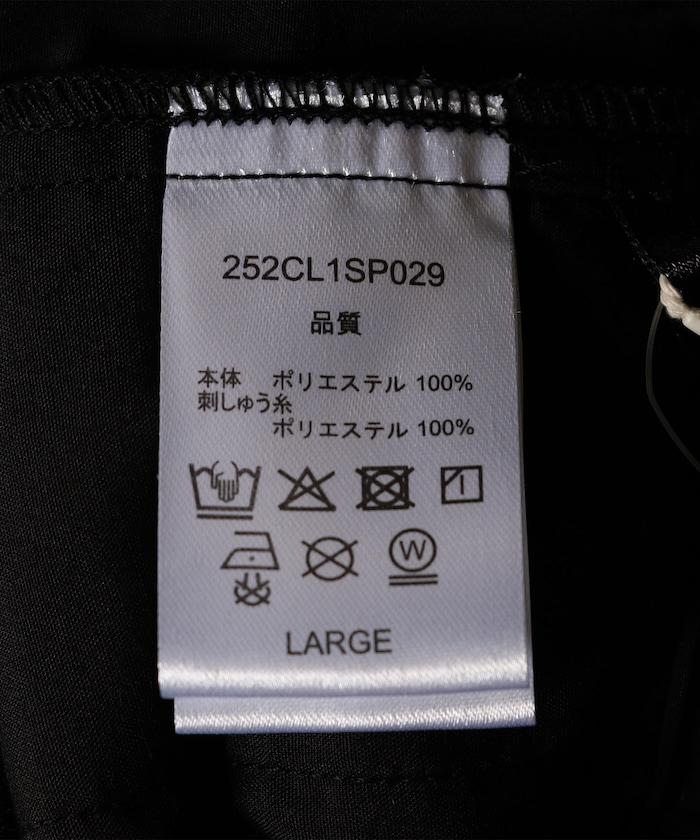 252CL1SP029
品質
本体 ポリエステル 100%
刺しゅう糸
ポリエステル 100%
W
LARGE